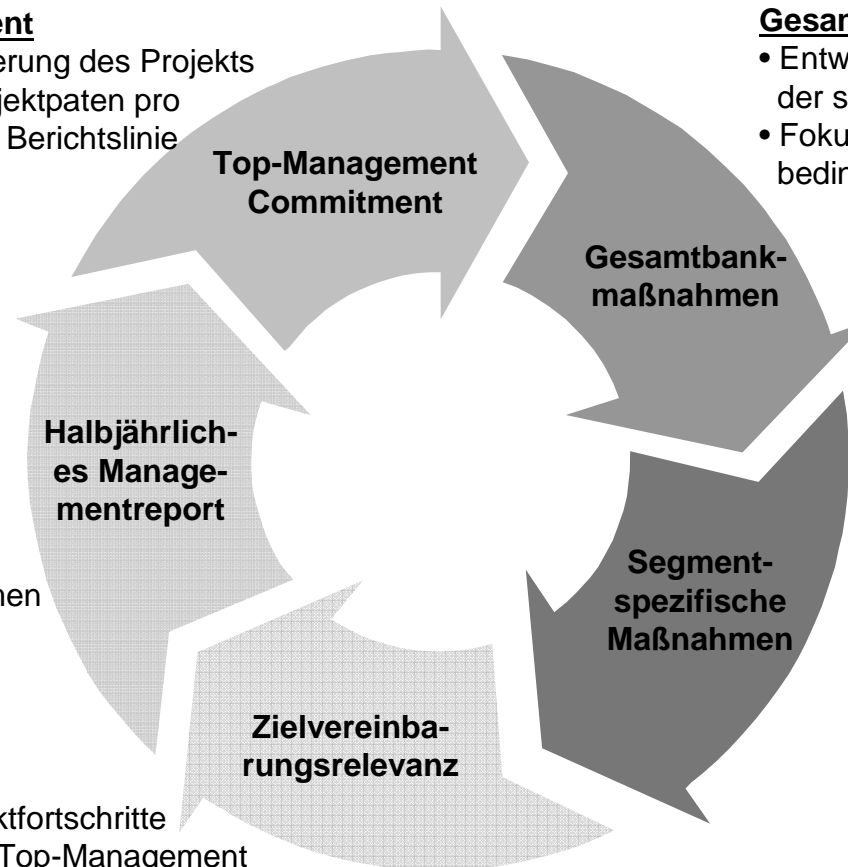 ent
erung des Projekts
jektpaten pro
Berichtslinie
Gesam
• Entw
der s
• Foku
bedin
Top-Management
Commitment
Gesamtbank-
maßnahmen
Halbjährlich-
es Manage-
mentreport
nen
Segment-
spezifische
Maßnahmen
Zielvereinba-
rungsrelevanz
ktfortschritte
Top-Management